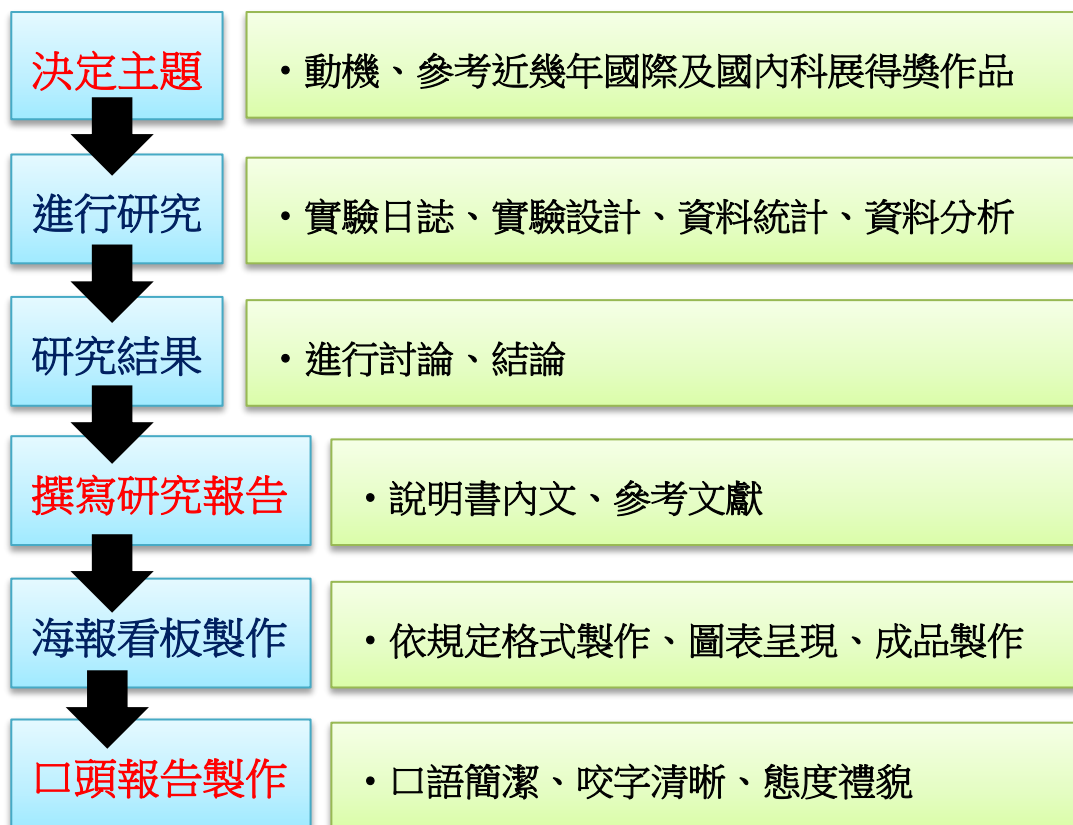 決定主題
・動機、參考近幾年國際及國內科展得獎作品
進行研究
・實驗日誌、實驗設計、資料統計、資料分析
研究結果
・進行討論、結論
撰寫研究報告
・說明書內文、參考文獻
海報看板製作
・依規定格式製作、圖表呈現、成品製作
口頭報告製作
・口語簡潔、咬字清晰、態度禮貌